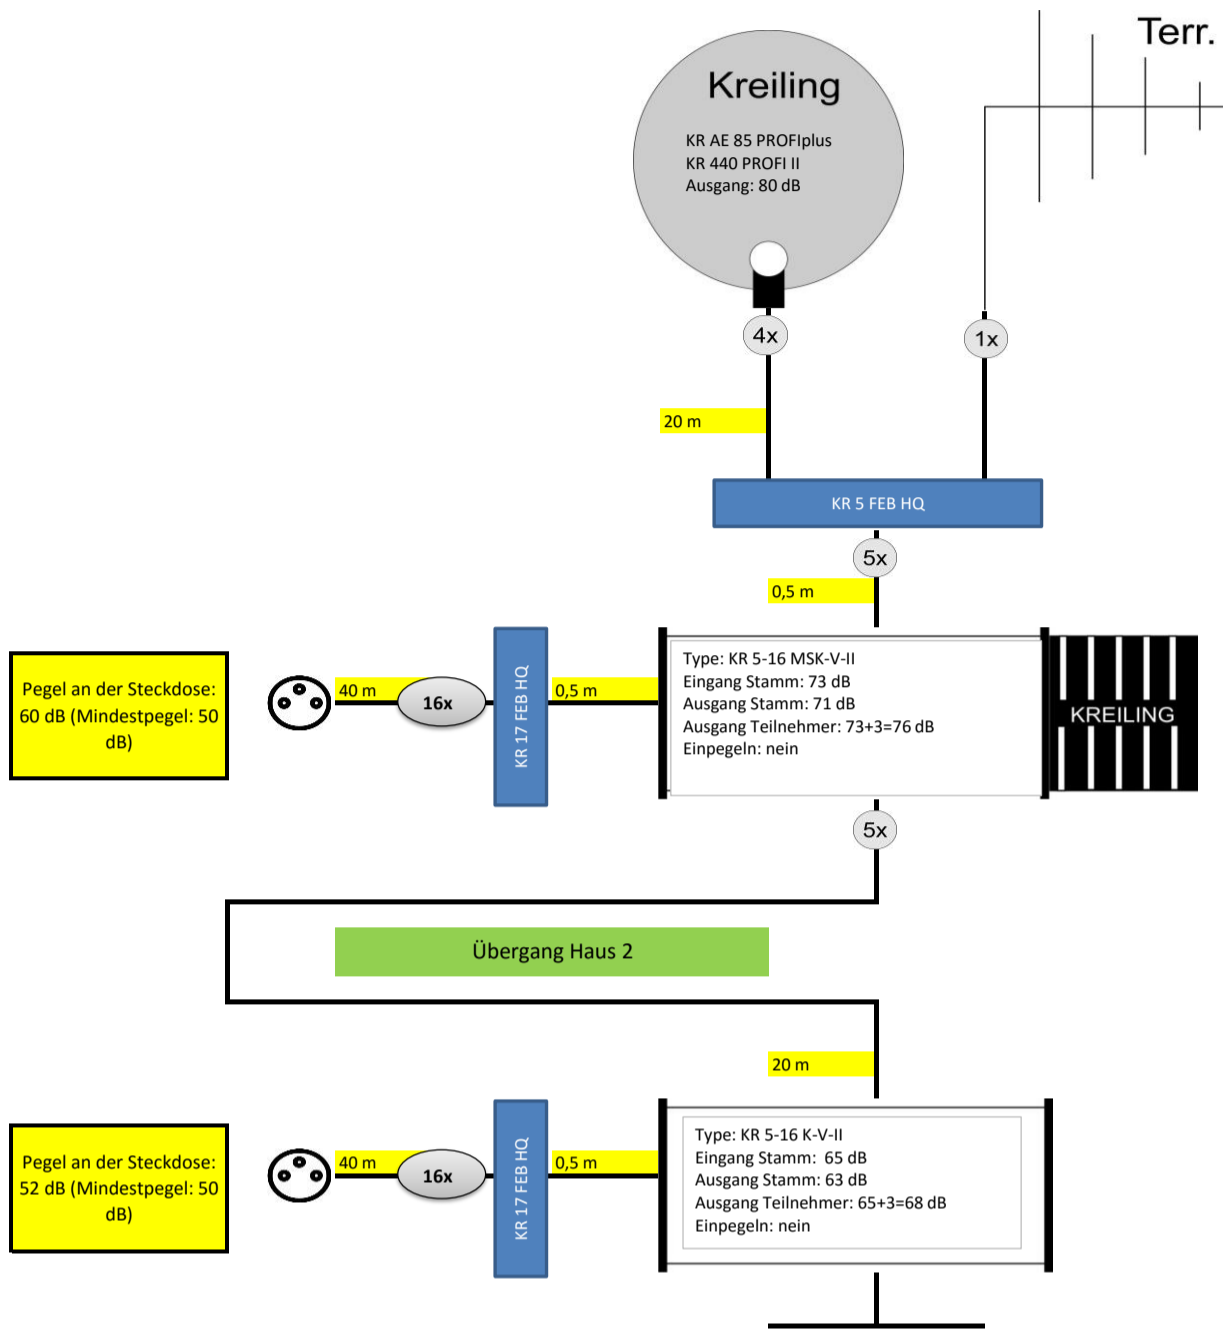 Terr.
Kreiling
KR AE 85 PROFIplus
KR 440 PROFI II
Ausgang: 80 dB
4x
1x
20 m
KR 5 FEB HQ
5x
0,5 m
Pegel an der Steckdose:
60 dB (Mindestpegel: 50
dB)
40 m
16x
KR 17 FEB HQ
0,5 m
Type: KR 5-16 MSK-V-II
Eingang Stamm: 73 dB
Ausgang Stamm: 71 dB
Ausgang Teilnehmer: 73+3=76 dB
Einpegeln: nein
KREILING
5x
Übergang Haus 2
20 m
Pegel an der Steckdose:
52 dB (Mindestpegel: 50
dB)
40 m
16x
KR 17 FEB HQ
0,5 m
Type: KR 5-16 K-V-II
Eingang Stamm: 65 dB
Ausgang Stamm: 63 dB
Ausgang Teilnehmer: 65+3=68 dB
Einpegeln: nein